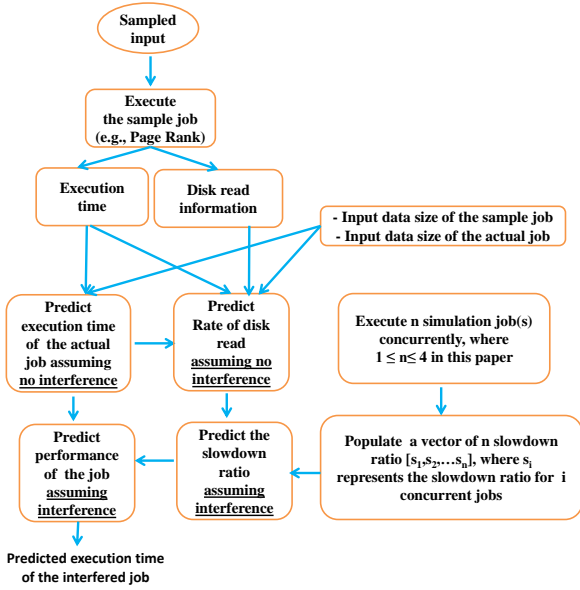 Sampled
input
Execute
the sample job
(e.g., Page Rank)
Execution
time
Disk read
information
- Input data size of the sample job
- Input data size of the actual job
Predict
execution time
of the actual
job assuming
no interference
Predict
Rate of disk
read
assuming no
interference
Execute n simulation job(s)
concurrently, where
1 ≤ n≤ 4 in this paper
Predict
performance
of the job
assuming
interference
Predict the
slowdown
ratio
assuming
interference
Populate a vector of n slowdown
ratio [s₁,s₂,…sₙ], where sᵢ
represents the slowdown ratio for i
concurrent jobs
Predicted execution time
of the interfered job